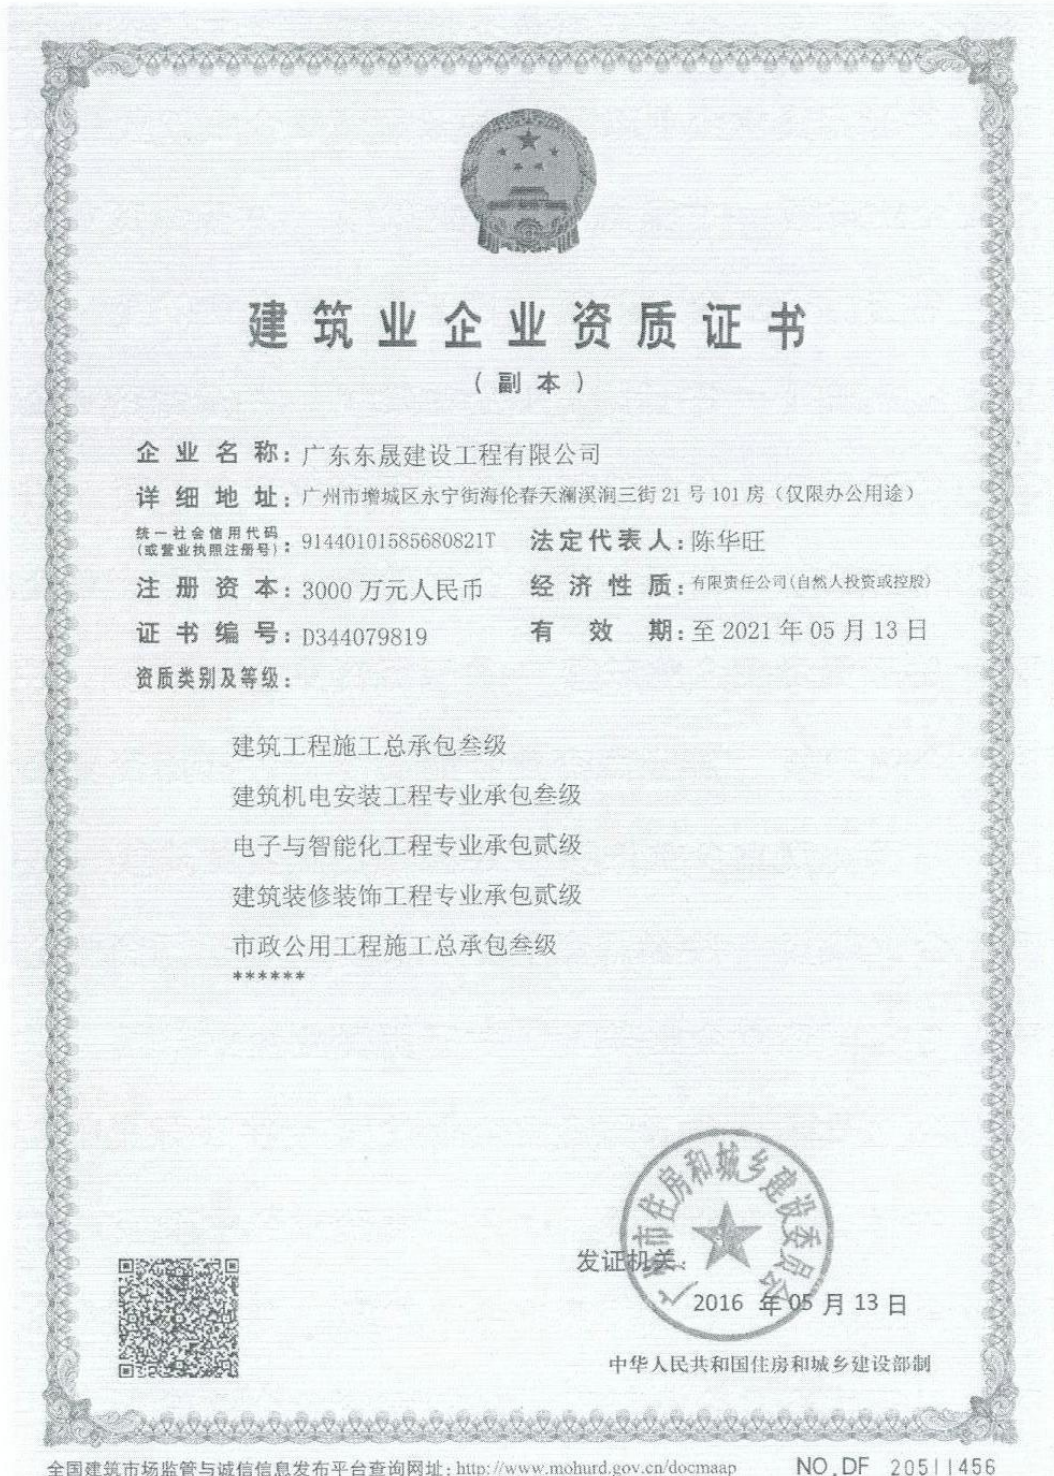 建筑业企业资质证书
（副本）
企业名称：广东东晟建设工程有限公司
详细地址：广州市增城区永宁街海伦春天澜溪涧三街21号101房（仅限办公用途）
统一社会信用代码
(或营业执照注册号)：91440101585680821T 法定代表人：陈华旺
注册资本：3000万元人民币 经济性质：有限责任公司(自然人投资或控股)
证书编号：D344079819 有效期：至2021年05月13日
资质类别及等级：
建筑工程施工总承包叁级
建筑机电安装工程专业承包叁级
电子与智能化工程专业承包贰级
建筑装修装饰工程专业承包贰级
市政公用工程施工总承包叁级
******
广州市住房和城乡建设委员会
发证机关：
2016年05月13日
中华人民共和国住房和城乡建设部制
全国建筑市场监管与诚信信息发布平台查询网址：http://www.mohurd.gov.cn/docmaap NO.DF 20511456